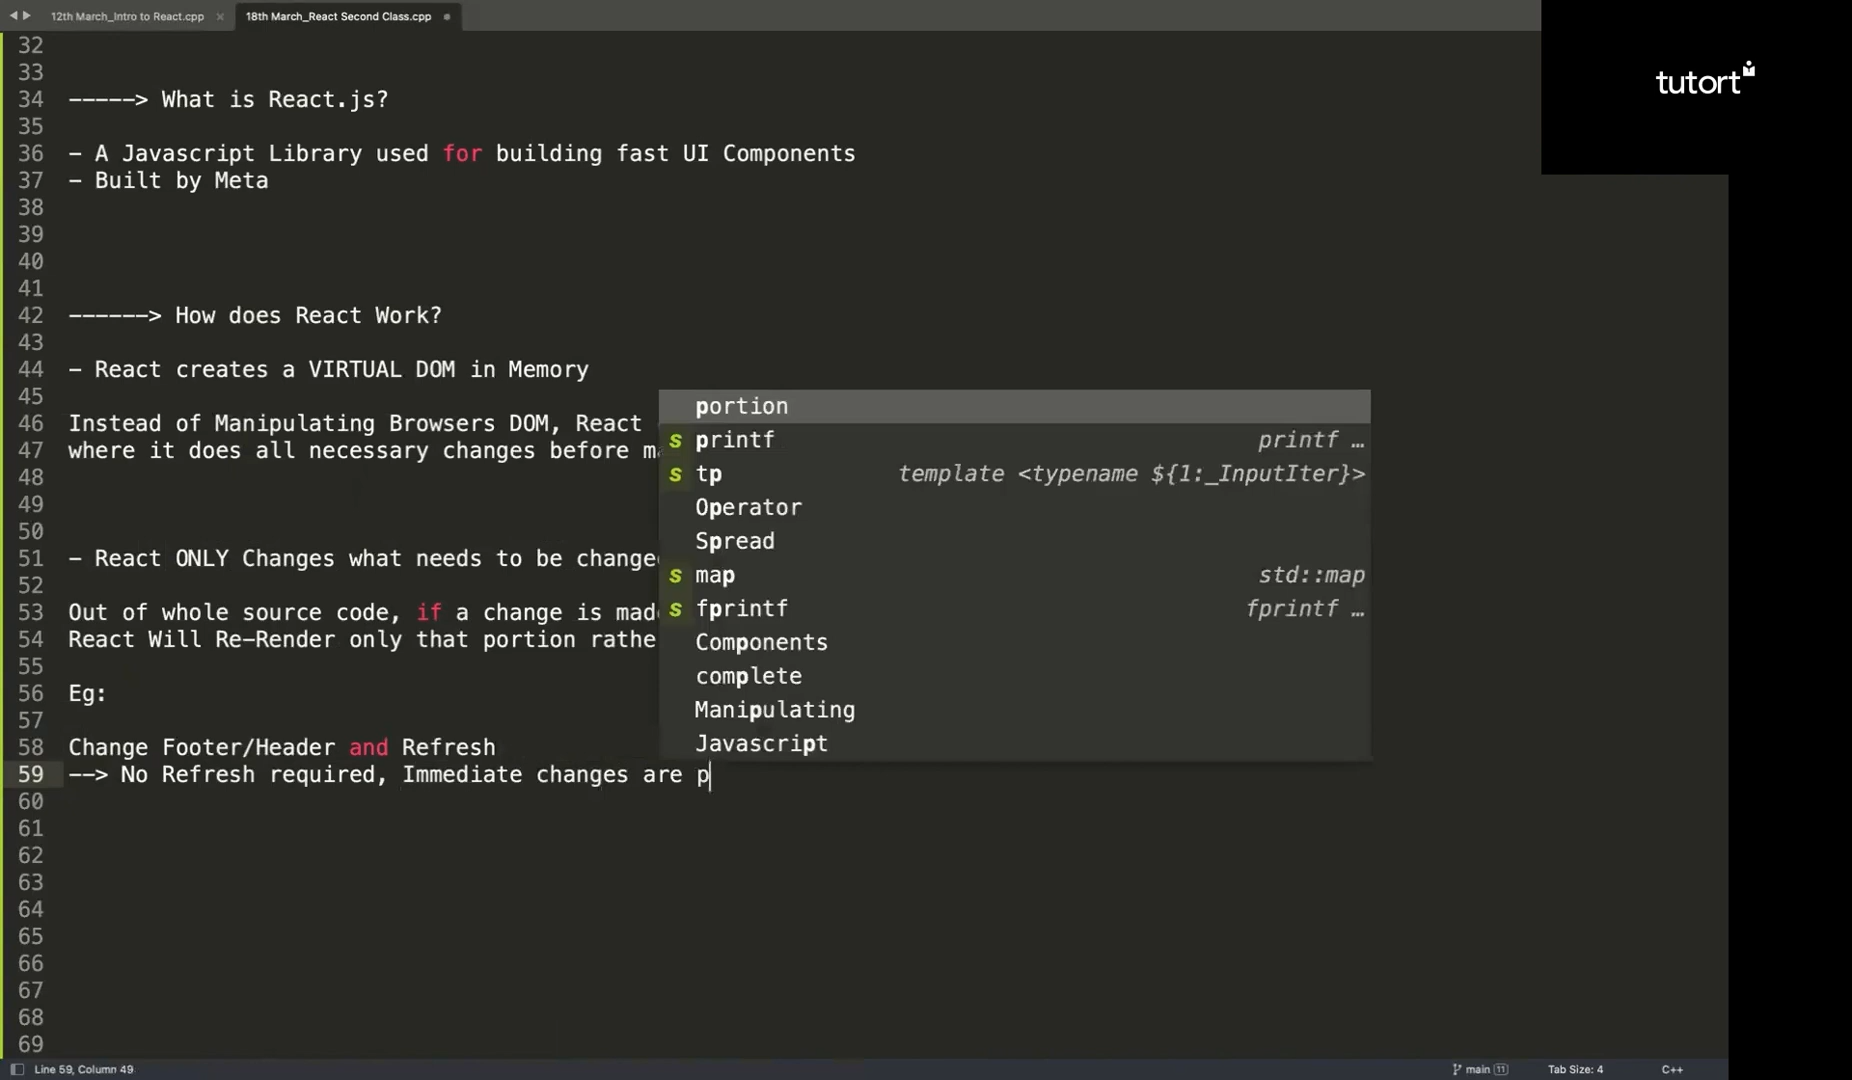 12th March_Intro to React.cpp ×
18th March_React Second Class.cpp
tutort
32
33
34 -----> What is React.js?
35
36 - A Javascript Library used for building fast UI Components
37 - Built by Meta
38
39
40
41
42 ------> How does React Work?
43
44 - React creates a VIRTUAL DOM in Memory
45
46 Instead of Manipulating Browsers DOM, React
47 where it does all necessary changes before m
48
49
50
51 - React ONLY Changes what needs to be change
52
53 Out of whole source code, if a change is mad
54 React Will Re-Render only that portion rathe
55
56 Eg:
57
58 Change Footer/Header and Refresh
59 --> No Refresh required, Immediate changes are p
60
61
62
63
64
65
66
67
68
69
portion
s printf printf …
s tp template <typename ${1:_InputIter}>
Operator
Spread
s map std::map
s fprintf fprintf …
Components
complete
Manipulating
Javascript
Line 59, Column 49
main 11
Tab Size: 4
C++